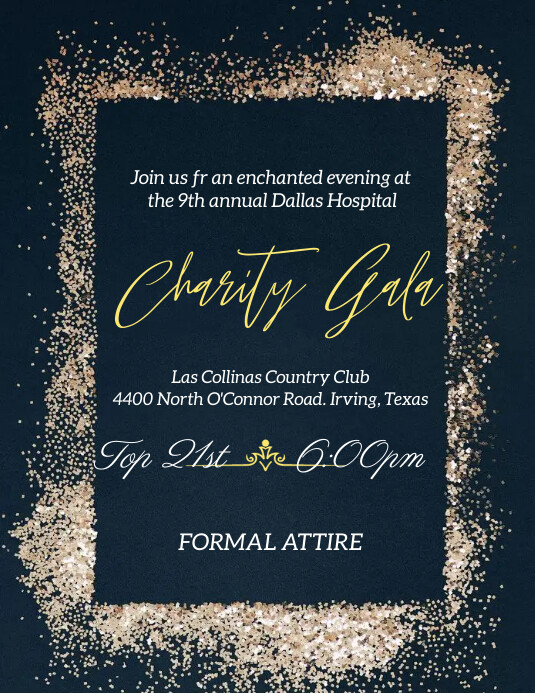 Join us fr an enchanted evening at
the 9th annual Dallas Hospital
Charity Gala
Las Collinas Country Club
4400 North O'Connor Road. Irving, Texas
Top 21st 6:00pm
FORMAL ATTIRE